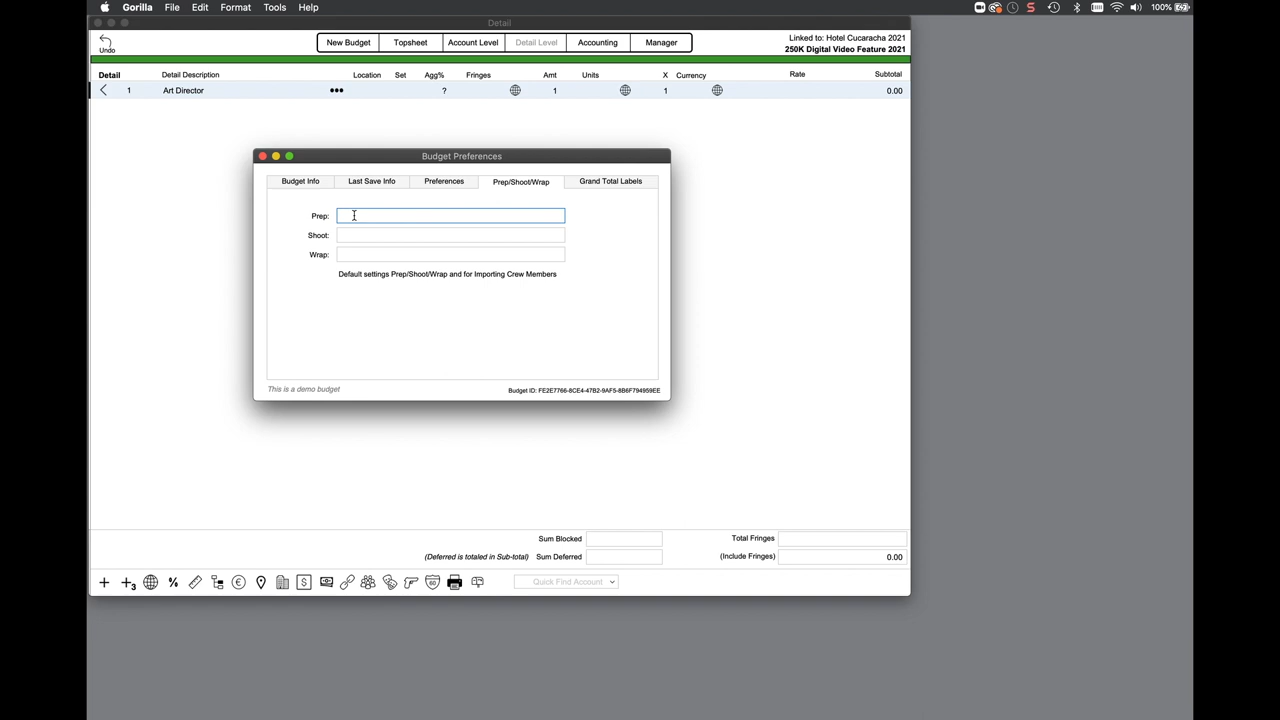 Gorilla File Edit Format Tools Help 100%
Detail
Undo
New Budget Topsheet Account Level Detail Level Accounting Manager
Linked to: Hotel Cucaracha 2021
250K Digital Video Feature 2021
Detail Detail Description Location Set Agg% Fringes Amt Units X Currency Rate Subtotal
1 Art Director ••• ? 1 1 0.00
Budget Preferences
Budget Info Last Save Info Preferences Prep/Shoot/Wrap Grand Total Labels
Prep:
Shoot:
Wrap:
Default settings Prep/Shoot/Wrap and for Importing Crew Members
This is a demo budget Budget ID: FE2E7766-8CE4-47B2-9AF5-8B6F794959EE
Sum Blocked Total Fringes
(Deferred is totaled in Sub-total) Sum Deferred (Include Fringes) 0.00
Quick Find Account